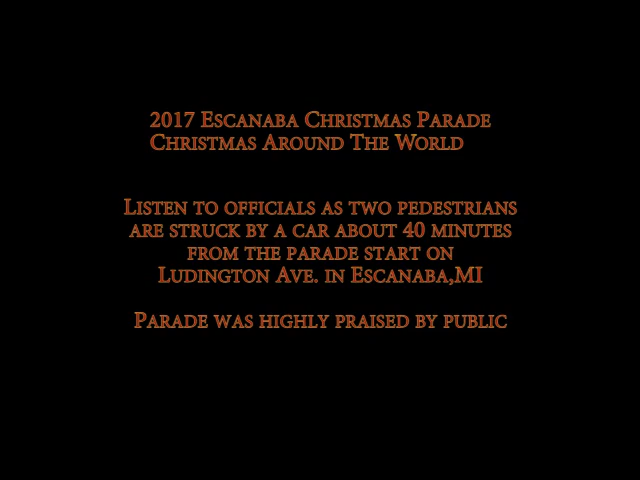 2017 Escanaba Christmas Parade
Christmas Around The World
Listen to officials as two pedestrians
are struck by a car about 40 minutes
from the parade start on
Ludington Ave. in Escanaba,MI
Parade was highly praised by public